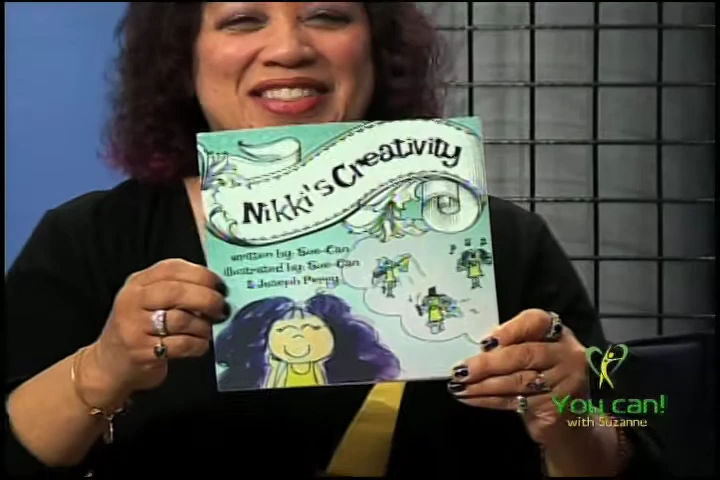 Nikki's Creativity
written by: Sue-Can
illustrated by: Sue-Can
& Joseph Perry
You can!
with Suzanne